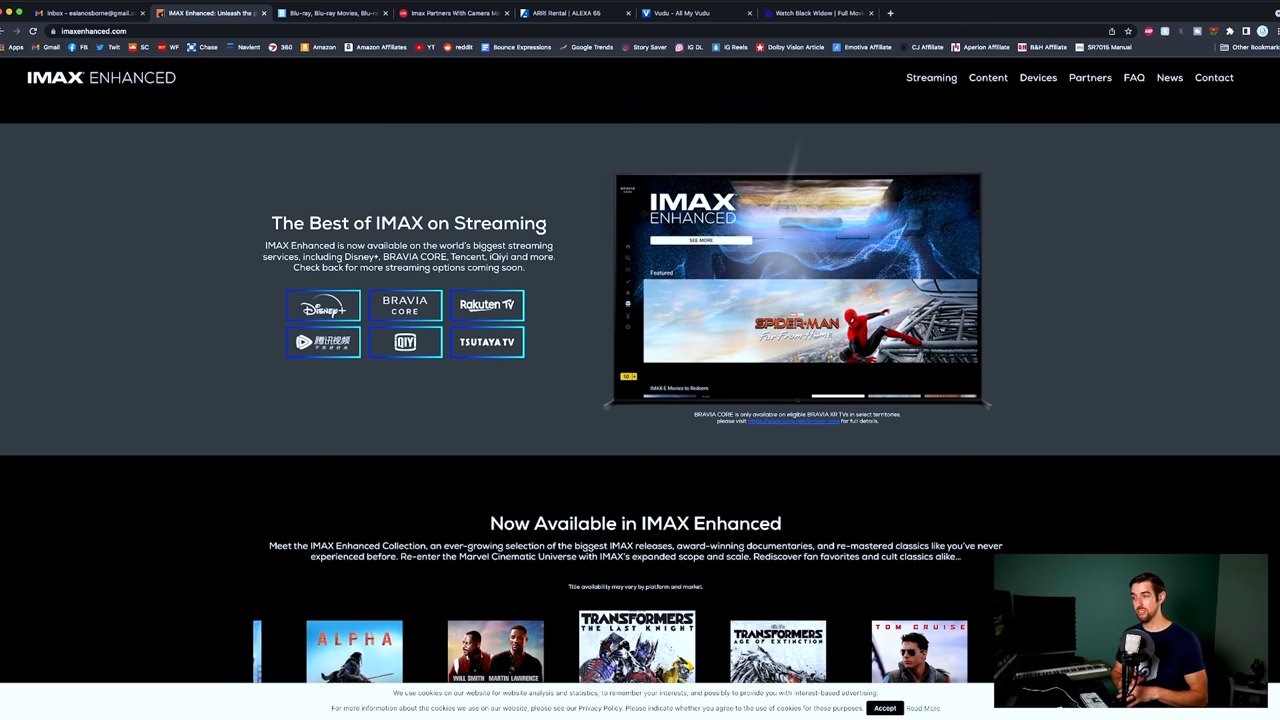 Inbox - ealanosborne@gmail.c
IMAX Enhanced: Unleash the p
Blu-ray, Blu-ray Movies, Blu-ra
Imax Partners With Camera M
ARRI Rental | ALEXA 65
Vudu - All My Vudu
Watch Black Widow | Full Movi
imaxenhanced.com
Apps Gmail FB Twit SC WF Chase Navient 360 Amazon Amazon Affiliates YT reddit Bounce Expressions Google Trends Story Saver IG DL IG Reels Dolby Vision Article Emotiva Affiliate CJ Affiliate Aperion Affiliate B&H Affiliate SR7015 Manual Other Bookmarks
IMAX ENHANCED
Streaming Content Devices Partners FAQ News Contact
The Best of IMAX on Streaming
IMAX Enhanced is now available on the world's biggest streaming
services, including Disney+, BRAVIA CORE, Tencent, iQiyi and more.
Check back for more streaming options coming soon.
Disney+
BRAVIA
CORE
Rakuten TV
腾讯视频
QIY
TSUTAYA TV
BRAVIA
CORE
IMAX
ENHANCED
SEE MORE
Featured
SPIDER-MAN
Far From Home
10
IMAX-E Movies to Redeem
BRAVIA CORE is only available on eligible BRAVIA XR TVs in select territories.
please visit for full details.
Now Available in IMAX Enhanced
Meet the IMAX Enhanced Collection, an ever-growing selection of the biggest IMAX releases, award-winning documentaries, and re-mastered classics like you've never
experienced before. Re-enter the Marvel Cinematic Universe with IMAX's expanded scope and scale. Rediscover fan favorites and cult classics alike...
Title availability may vary by platform and market.
ALPHA
WILL SMITH MARTIN LAWRENCE
TRANSFORMERS
THE LAST KNIGHT
TRANSFORMERS
AGE OF EXTINCTION
TOM CRUISE
We use cookies on our website for website analysis and statistics, to remember your interests, and possibly to provide you with interest-based advertising.
For more information about the cookies we use on our website, please see our Privacy Policy. Please indicate whether you agree to the use of cookies for these purposes.
Accept
Read More